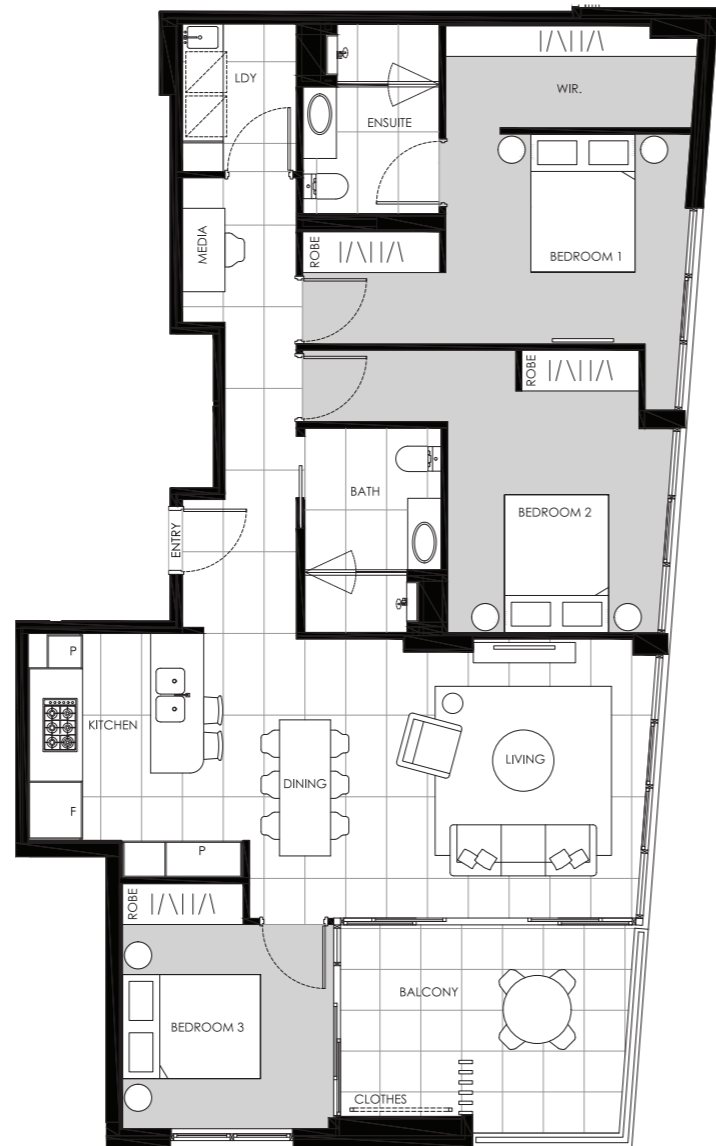 LDY
WIR.
ENSUITE
MEDIA
ROBE
BEDROOM 1
ROBE
BATH
BEDROOM 2
ENTRY
P
KITCHEN
LIVING
DINING
F
P
ROBE
BALCONY
BEDROOM 3
CLOTHES